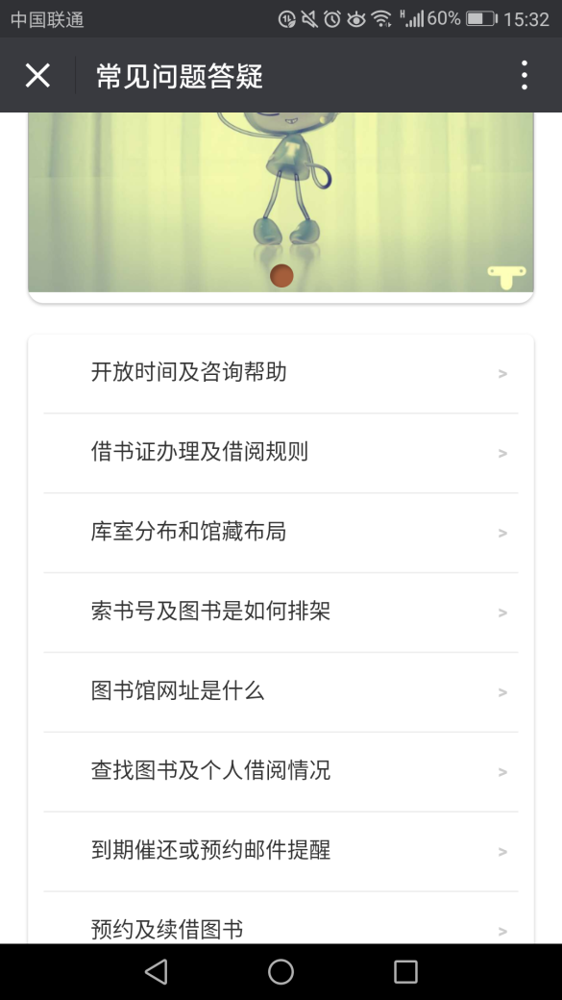 中国联通 60% 15:32
常见问题答疑
开放时间及咨询帮助 >
借书证办理及借阅规则 >
库室分布和馆藏布局 >
索书号及图书是如何排架 >
图书馆网址是什么 >
查找图书及个人借阅情况 >
到期催还或预约邮件提醒 >
预约及续借图书 >